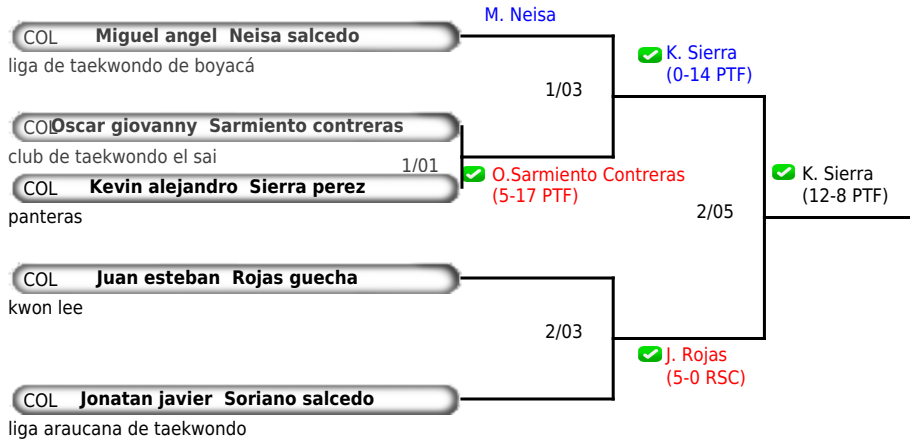 M. Neisa
COL Miguel angel Neisa salcedo
liga de taekwondo de boyacá
K. Sierra
(0-14 PTF)
1/03
COL Oscar giovanny Sarmiento contreras
club de taekwondo el sai
1/01
O.Sarmiento Contreras
(5-17 PTF)
COL Kevin alejandro Sierra perez
panteras
K. Sierra
(12-8 PTF)
2/05
COL Juan esteban Rojas guecha
kwon lee
2/03
J. Rojas
(5-0 RSC)
COL Jonatan javier Soriano salcedo
liga araucana de taekwondo